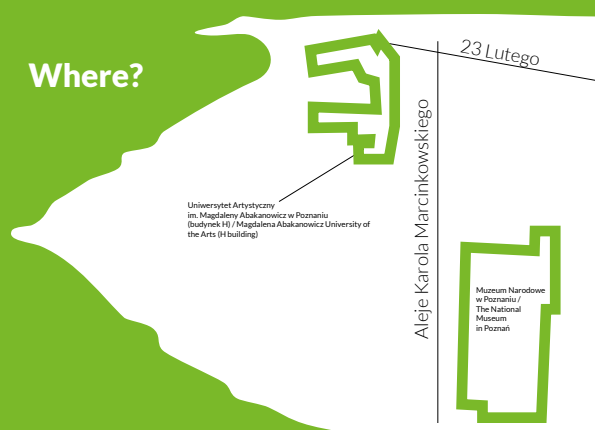 Where?
23 Lutego
Aleje Karola Marcinkowskiego
Uniwersytet Artystyczny
im. Magdaleny Abakanowicz w Poznaniu
(budynek H) / Magdalena Abakanowicz University of
the Arts (H building)
Muzeum Narodowe
w Poznaniu /
The National
Museum
in Poznań